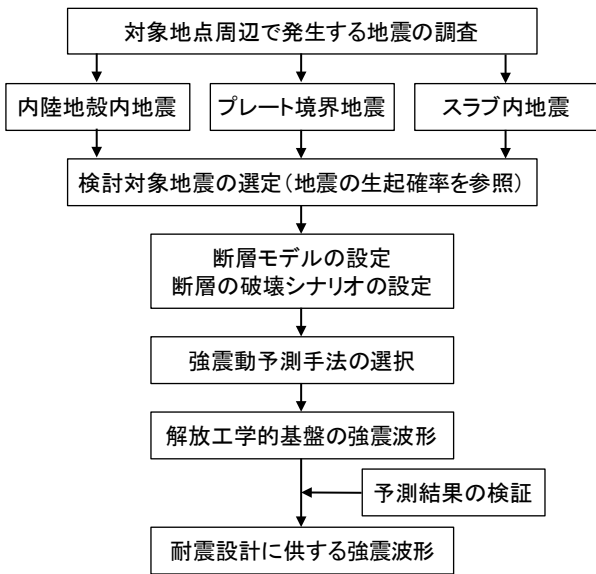 対象地点周辺で発生する地震の調査
内陸地殻内地震
プレート境界地震
スラブ内地震
検討対象地震の選定(地震の生起確率を参照)
断層モデルの設定
断層の破壊シナリオの設定
強震動予測手法の選択
解放工学的基盤の強震波形
予測結果の検証
耐震設計に供する強震波形